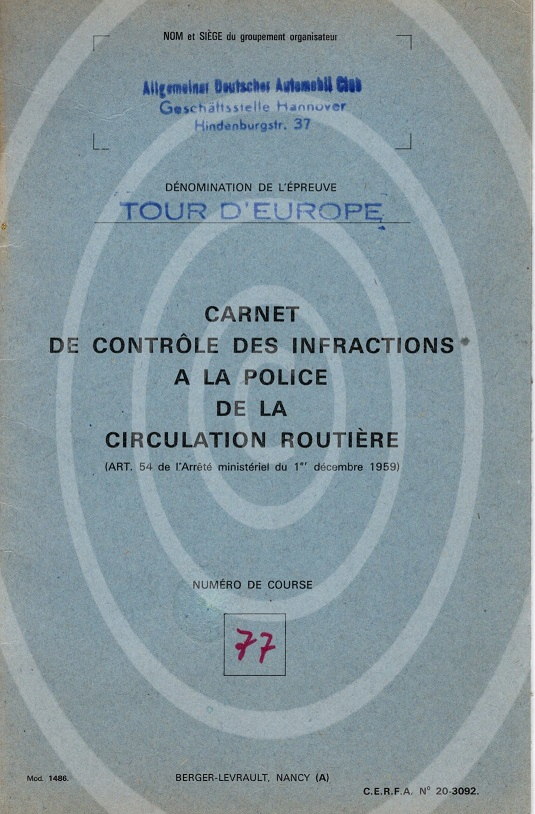 NOM et SIÈGE du groupement organisateur
Allgemeiner Deutscher Automobil Club
Geschäftsstelle Hannover
Hindenburgstr. 37
DÉNOMINATION DE L'ÉPREUVE
TOUR D'EUROPE
CARNET
DE CONTRÔLE DES INFRACTIONS
A LA POLICE
DE LA
CIRCULATION ROUTIÈRE
(ART. 54 de l'Arrêté ministériel du 1er décembre 1959)
NUMÉRO DE COURSE
77
Mod. 1486.
BERGER-LEVRAULT, NANCY (A)
C.E.R.F.A. N° 20-3092.